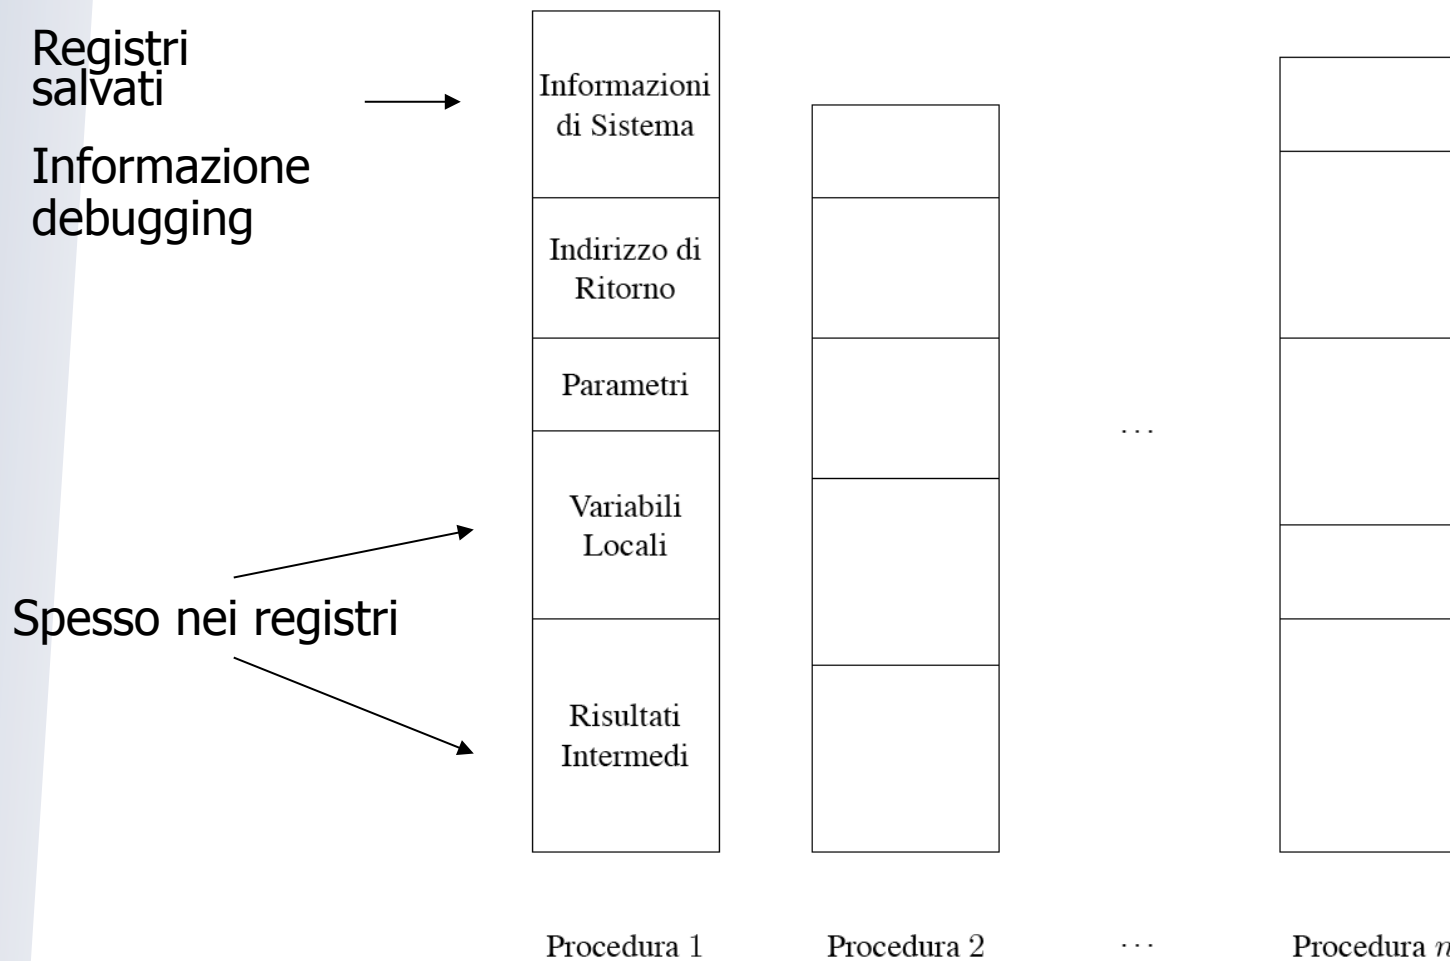 Registri
salvati
Informazione
debugging
Spesso nei registri
Informazioni
di Sistema
Indirizzo di
Ritorno
Parametri
Variabili
Locali
Risultati
Intermedi
...
Procedura 1
Procedura 2
...
Procedura n